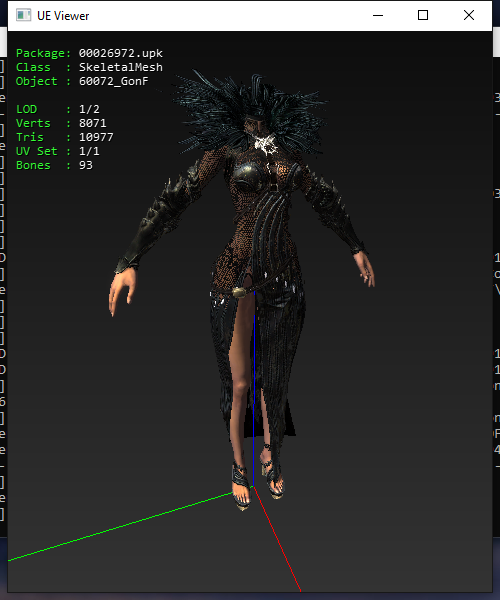 UE Viewer
Package: 00026972.upk
Class : SkeletalMesh
Object : 60072_GonF
LOD : 1/2
Verts : 8071
Tris : 10977
UV Set : 1/1
Bones : 93